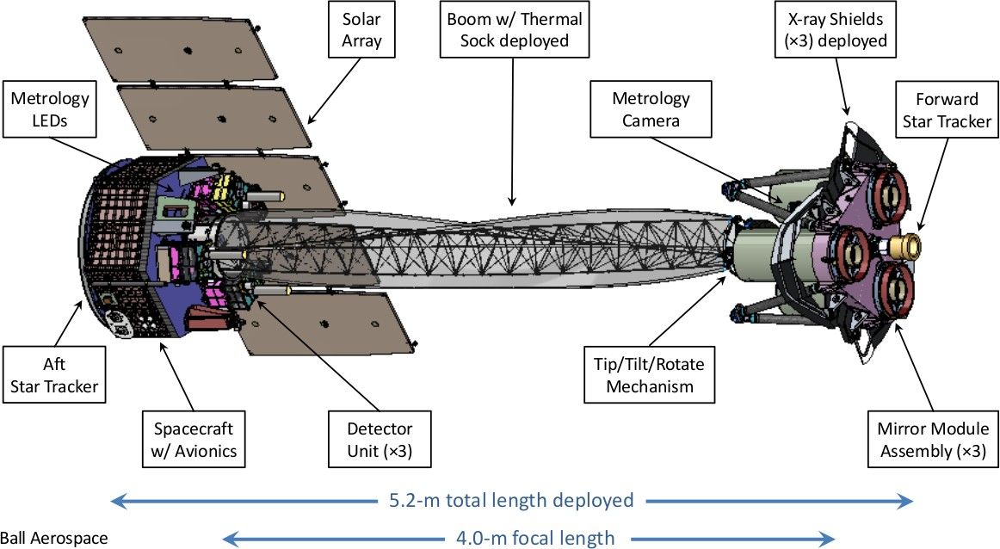 Solar
Array
Boom w/ Thermal
Sock deployed
X-ray Shields
(×3) deployed
Metrology
LEDs
Metrology
Camera
Forward
Star Tracker
Aft
Star Tracker
Tip/Tilt/Rotate
Mechanism
Spacecraft
w/ Avionics
Detector
Unit (×3)
Mirror Module
Assembly (×3)
5.2-m total length deployed
4.0-m focal length
Ball Aerospace